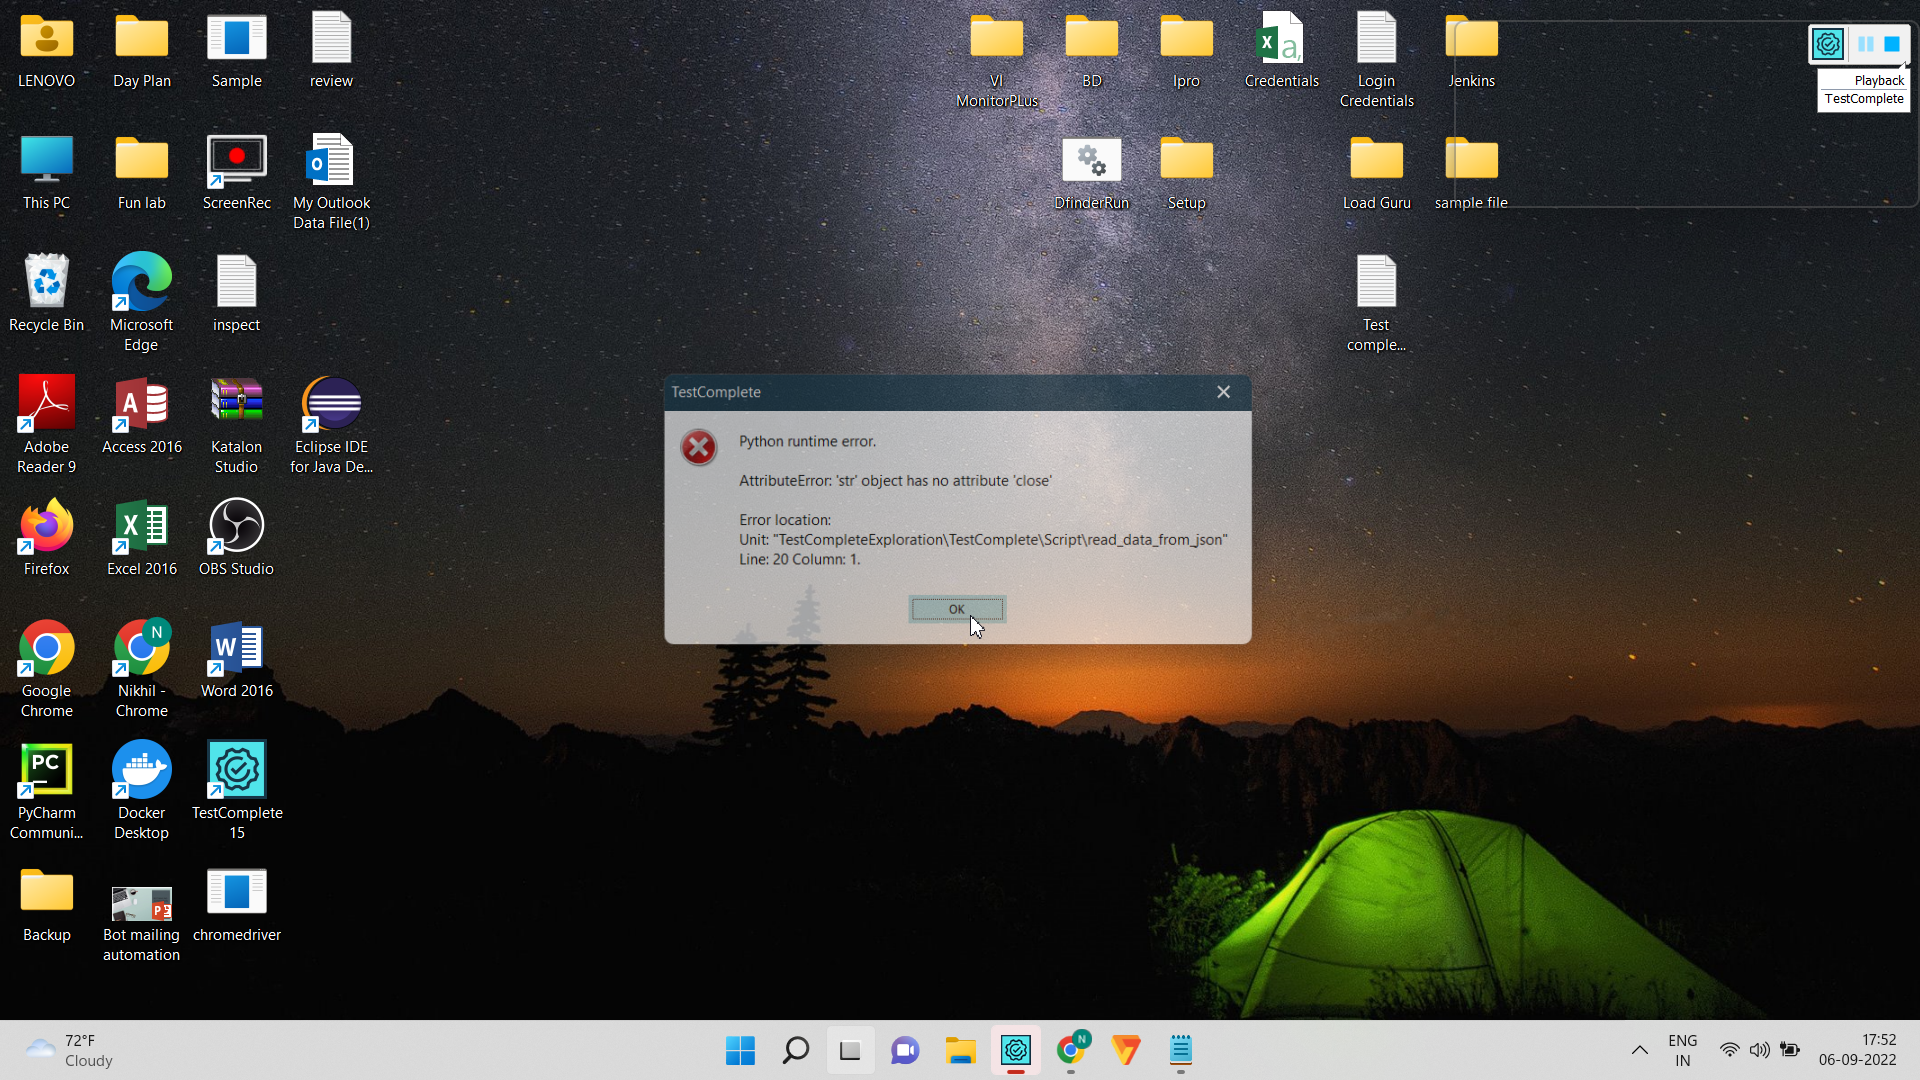 LENOVO
Day Plan
Sample
review
VI
MonitorPLus
BD
Ipro
Credentials
Login
Credentials
Jenkins
Playback
TestComplete
This PC
Fun lab
ScreenRec
My Outlook
Data File(1)
DfinderRun
Setup
Load Guru
sample file
Recycle Bin
Microsoft
Edge
inspect
Test
comple...
TestComplete
Python runtime error.
AttributeError: 'str' object has no attribute 'close'
Error location:
Unit: "TestCompleteExploration\TestComplete\Script\read_data_from_json"
Line: 20 Column: 1.
OK
Adobe
Reader 9
Access 2016
Katalon
Studio
Eclipse IDE
for Java De...
Firefox
Excel 2016
OBS Studio
Google
Chrome
N
Nikhil -
Chrome
Word 2016
PC
PyCharm
Communi...
Docker
Desktop
TestComplete
15
Backup
Bot mailing
automation
chromedriver
72°F
Cloudy
N
ENG
IN
17:52
06-09-2022